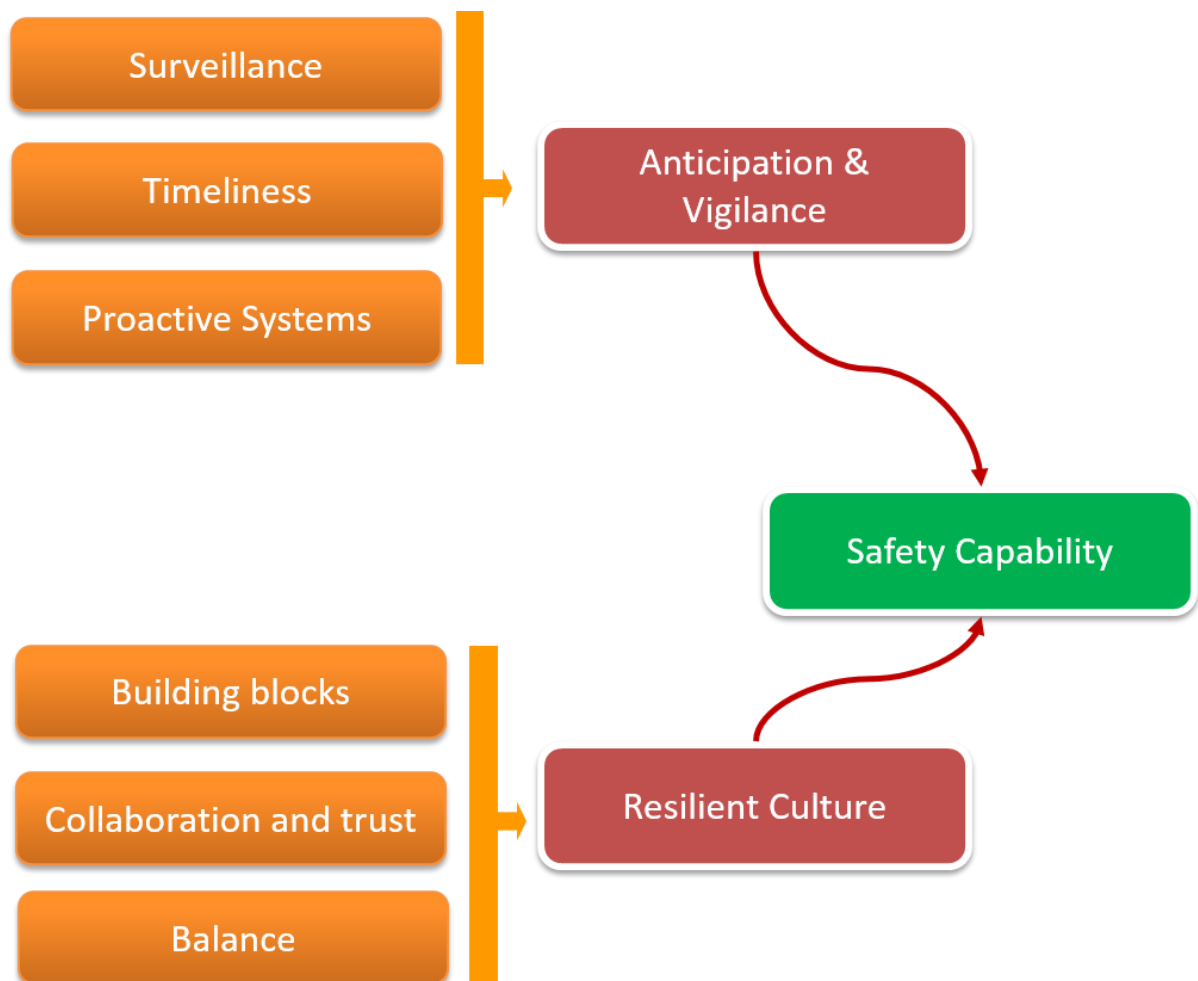 Surveillance
Timeliness
Proactive Systems
Anticipation &
Vigilance
Safety Capability
Building blocks
Collaboration and trust
Balance
Resilient Culture